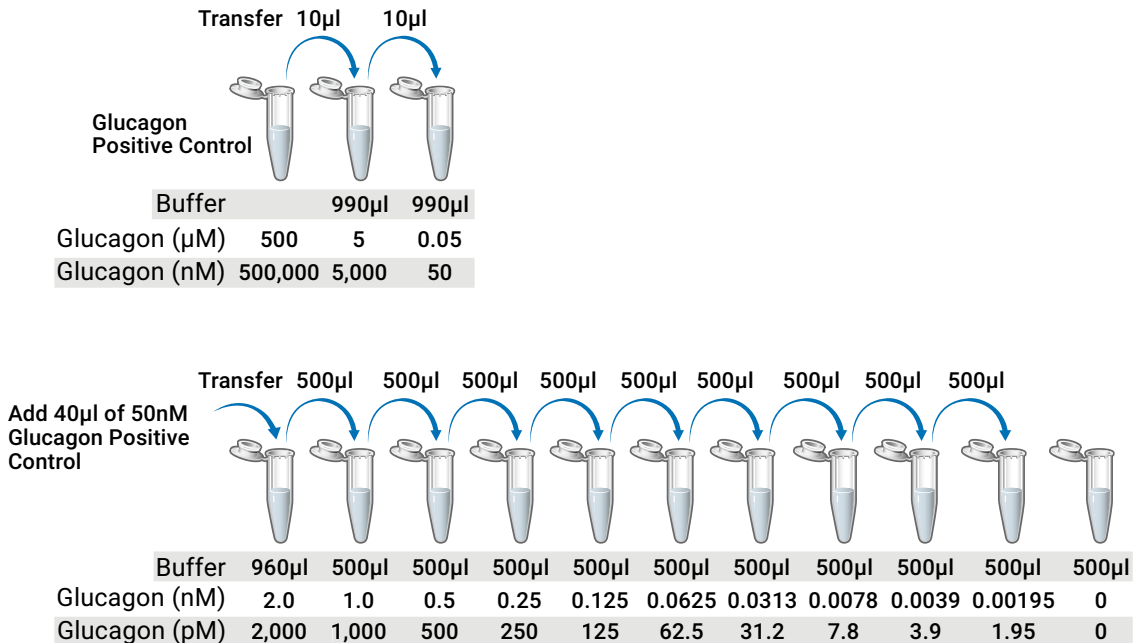 Transfer 10µl 10µl
Glucagon
Positive Control
Buffer 990µl 990µl
Glucagon (µM) 500 5 0.05
Glucagon (nM) 500,000 5,000 50
Transfer 500µl 500µl 500µl 500µl 500µl 500µl 500µl 500µl 500µl
Add 40µl of 50nM
Glucagon Positive
Control
Buffer 960µl 500µl 500µl 500µl 500µl 500µl 500µl 500µl 500µl 500µl 500µl
Glucagon (nM) 2.0 1.0 0.5 0.25 0.125 0.0625 0.0313 0.0078 0.0039 0.00195 0
Glucagon (pM) 2,000 1,000 500 250 125 62.5 31.2 7.8 3.9 1.95 0